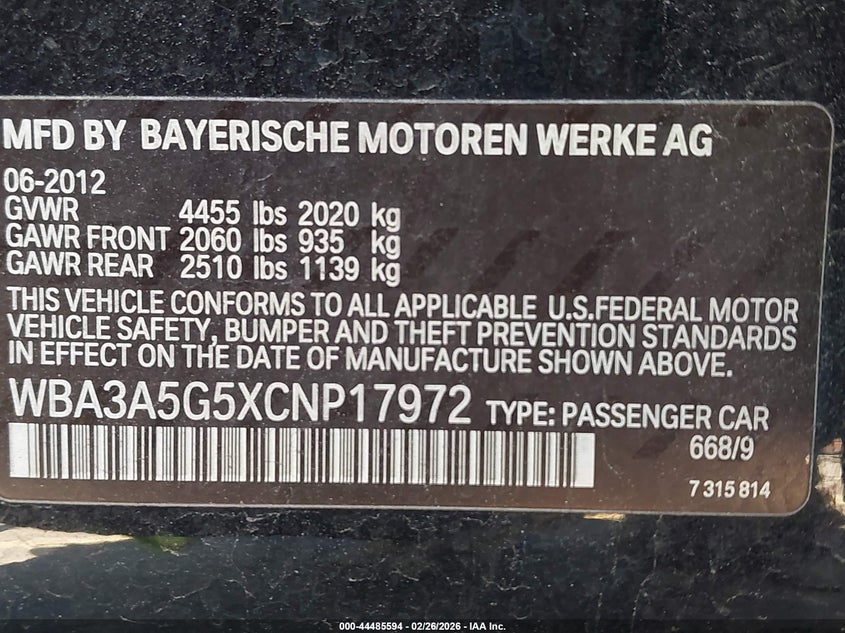 MFD BY BAYERISCHE MOTOREN WERKE AG
06-2012
GVWR 4455 lbs 2020 kg
GAWR FRONT 2060 lbs 935 kg
GAWR REAR 2510 lbs 1139 kg
THIS VEHICLE CONFORMS TO ALL APPLICABLE U.S.FEDERAL MOTOR
VEHICLE SAFETY, BUMPER AND THEFT PREVENTION STANDARDS
IN EFFECT ON THE DATE OF MANUFACTURE SHOWN ABOVE.
WBA3A5G5XCNP17972 TYPE: PASSENGER CAR
668/9
7 315 814
000-44485594 - 02/26/2026 - IAA Inc.